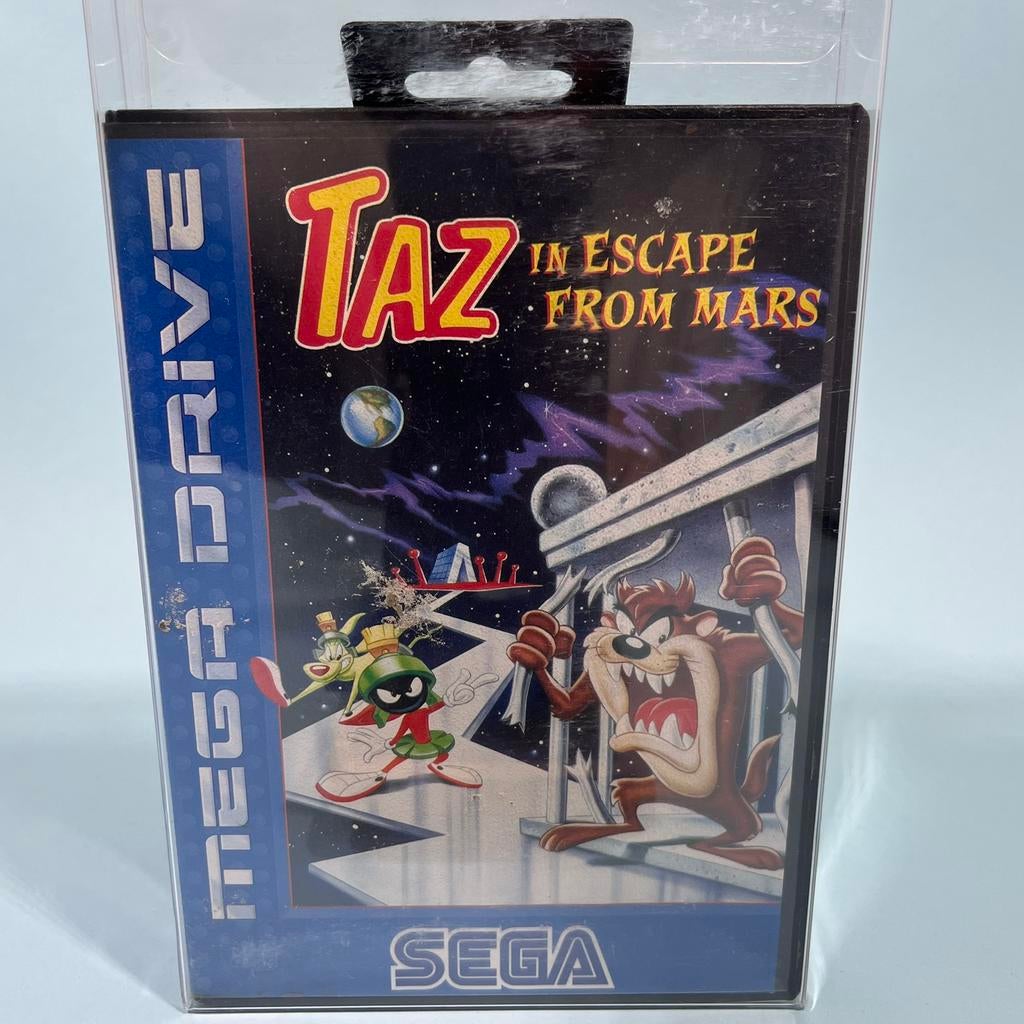 MEGA DRIVE
TAZ IN ESCAPE
FROM MARS
SEGA